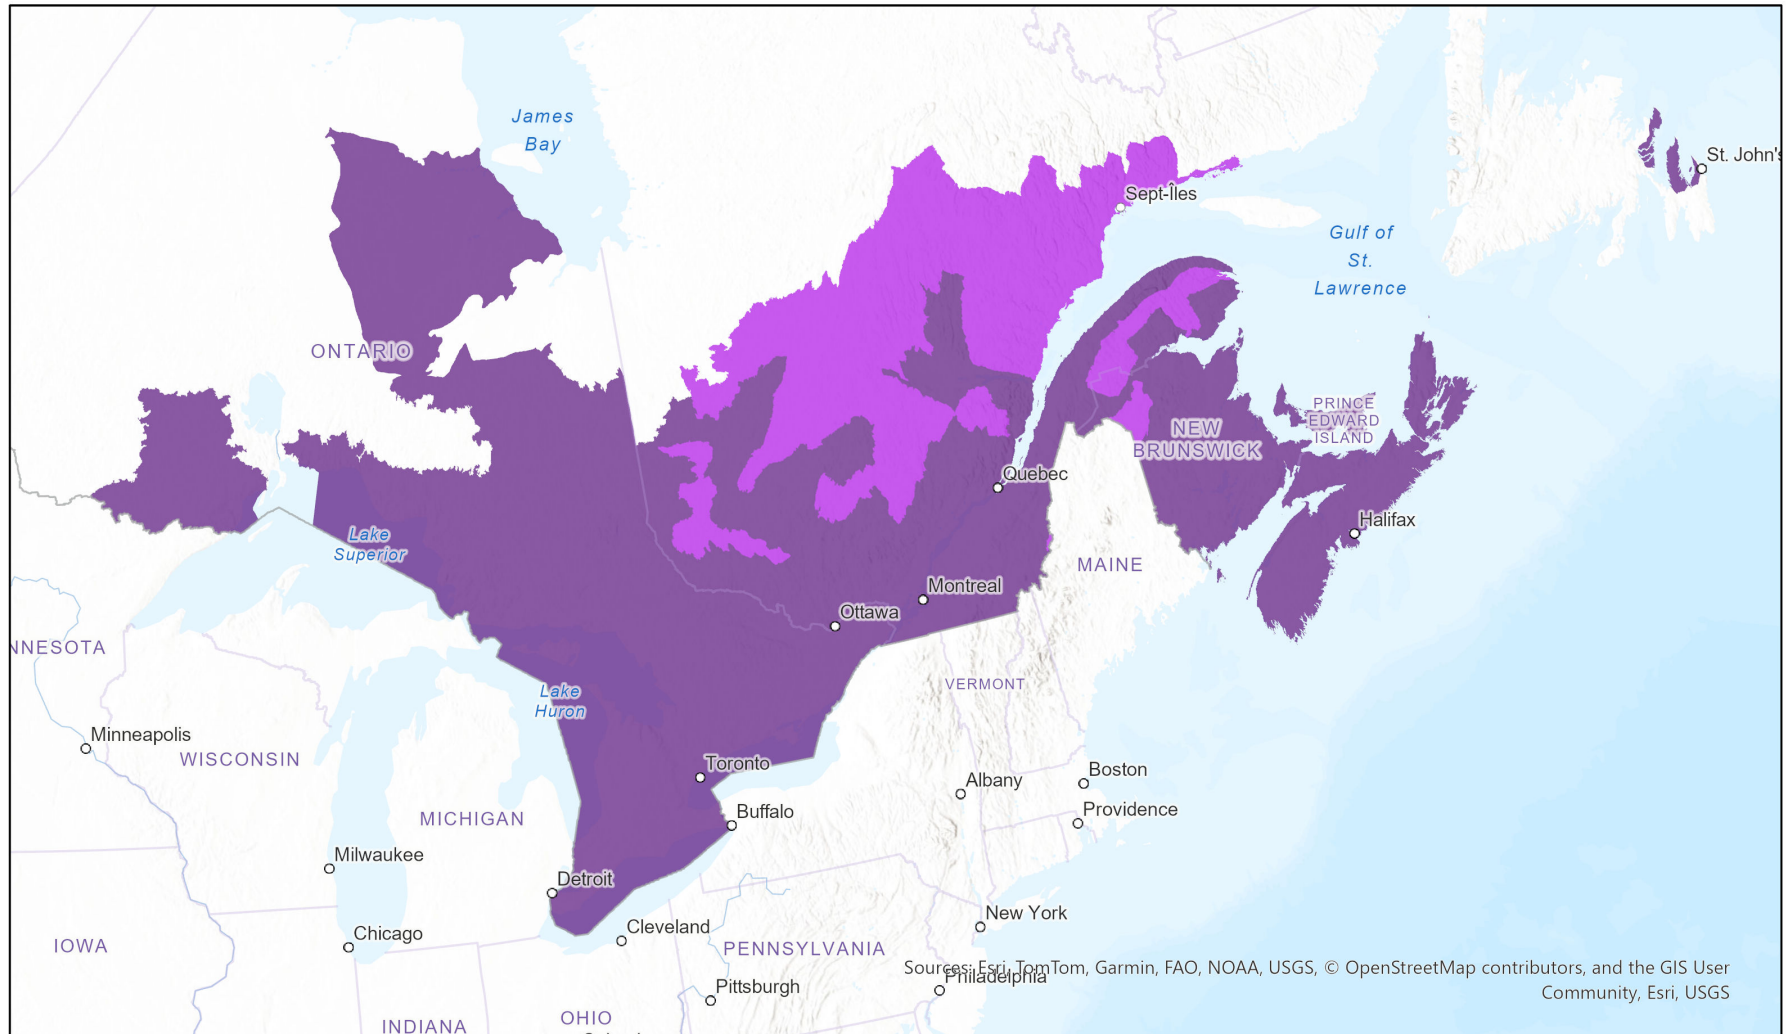 James
Bay
St. John's
Sept-Îles
Gulf of
St.
Lawrence
ONTARIO
PRINCE
EDWARD
ISLAND
NEW
BRUNSWICK
Quebec
Halifax
Lake
Superior
MAINE
Montreal
Ottawa
NNESOTA
VERMONT
Lake
Huron
Minneapolis
WISCONSIN
Toronto
Boston
Albany
Providence
Buffalo
MICHIGAN
Milwaukee
Detroit
New York
Cleveland
Chicago
IOWA
PENNSYLVANIA
Philadelphia
Sources: Esri, TomTom, Garmin, FAO, NOAA, USGS, © OpenStreetMap contributors, and the GIS User
Community, Esri, USGS
Pittsburgh
OHIO
INDIANA